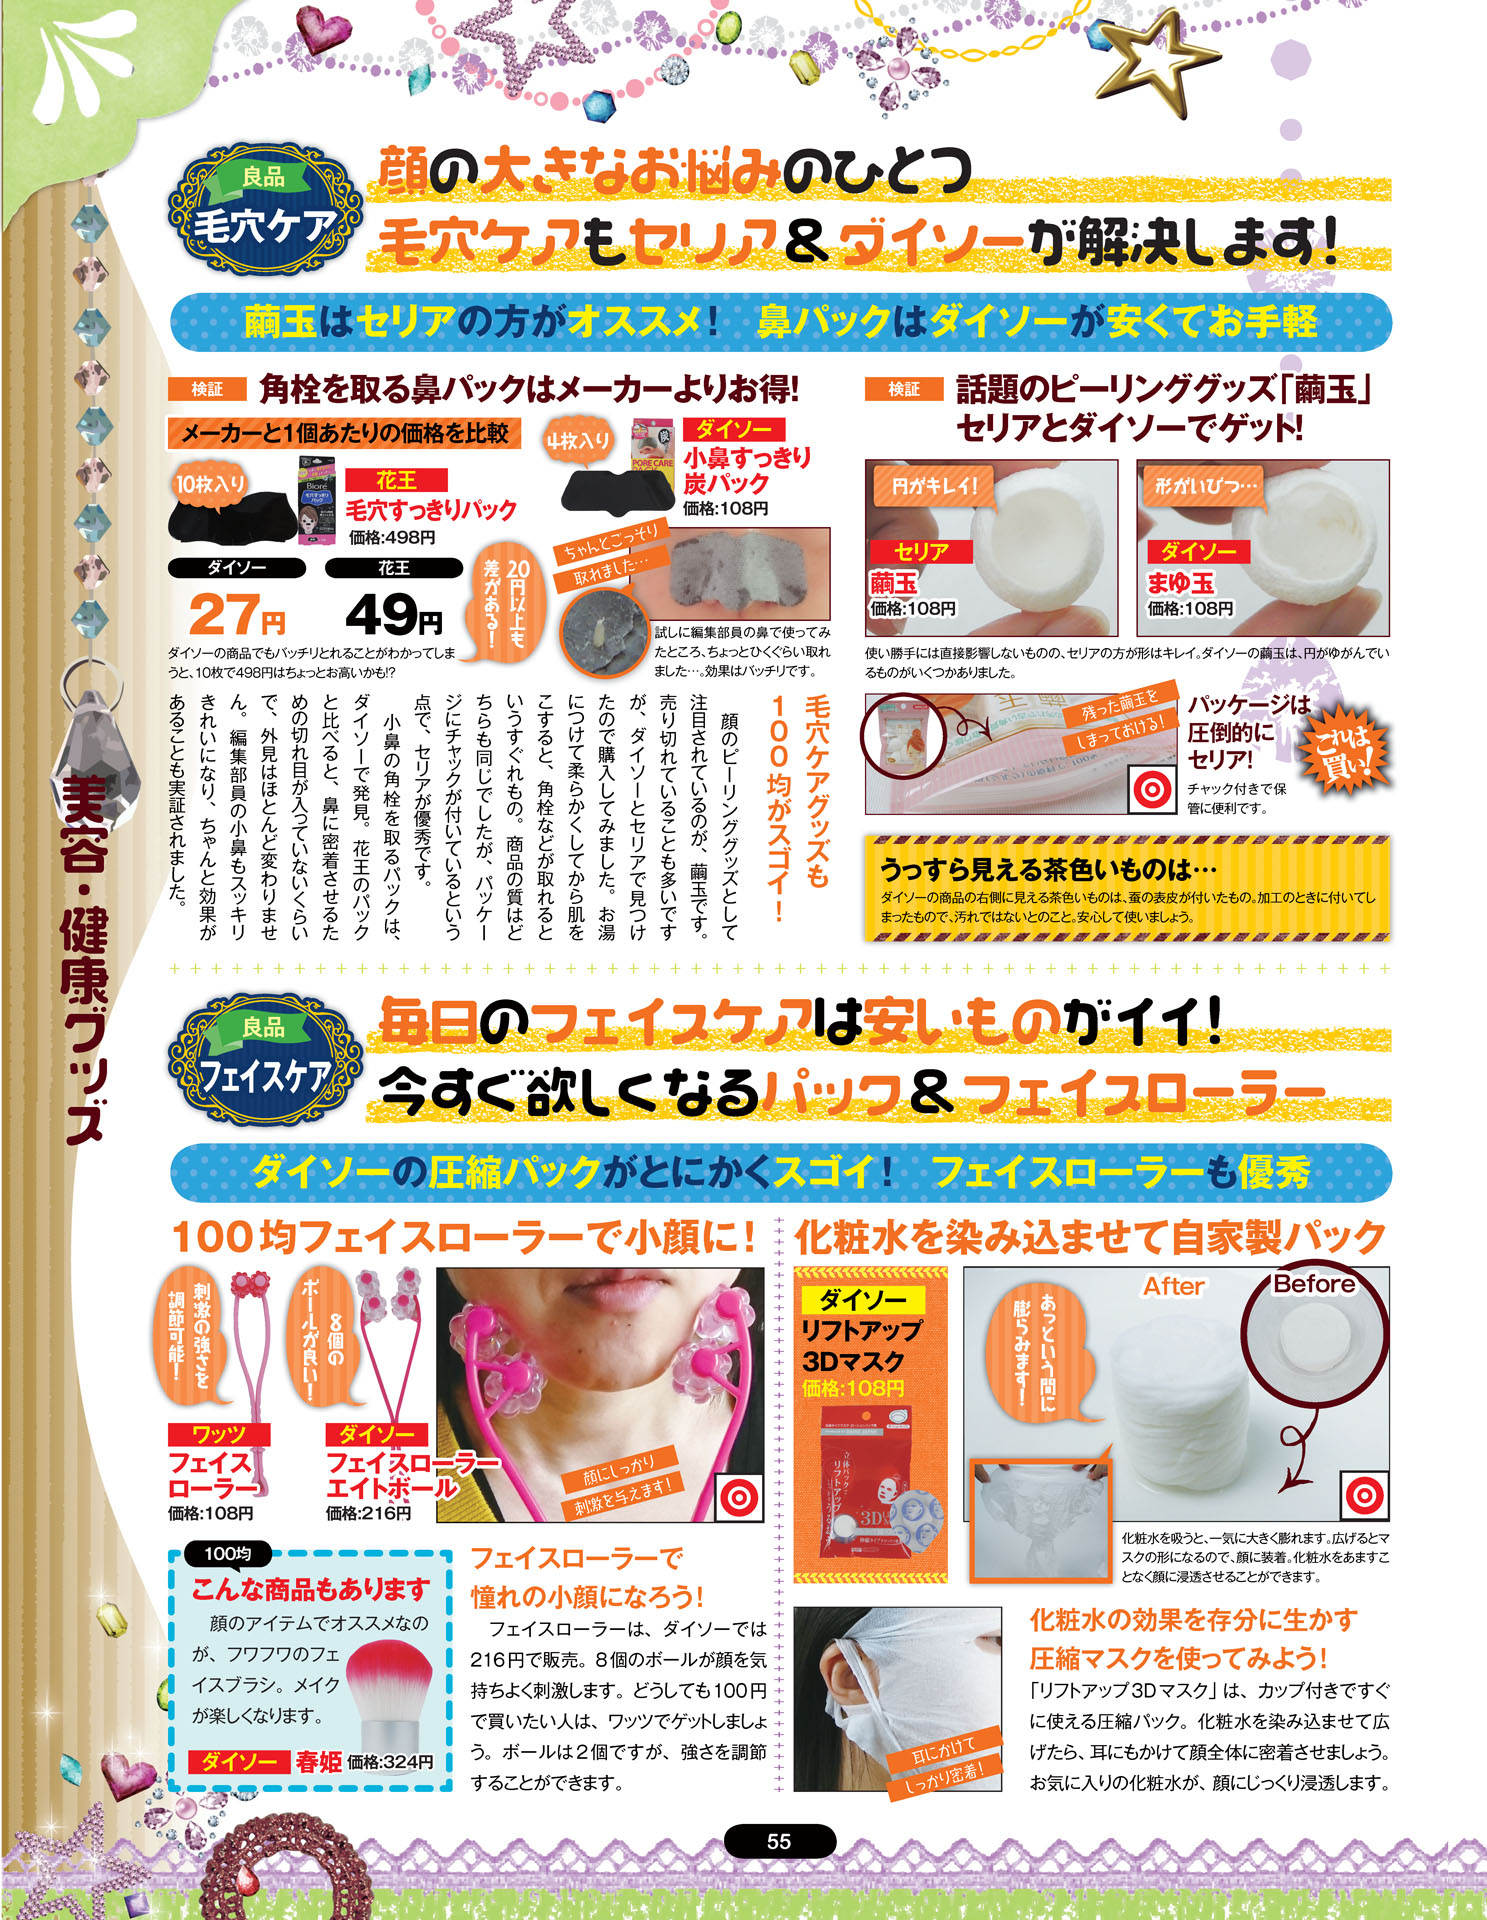 良品
毛穴ケア
顔の大きなお悩みのひとつ
毛穴ケアもセリア&ダイソーが解決します!
繭玉はセリアの方がオススメ! 鼻パックはダイソーが安くてお手軽
検証
角栓を取る鼻パックはメーカーよりお得!
メーカーと1個あたりの価格を比較
10枚入り
Bioré
花王
毛穴すっきりパック
価格:498円
4枚入り
PORE CARE
ダイソー
小鼻すっきり
炭パック
価格:108円
ダイソー
27円
花王
49円
20円以上も
差がある!
ちゃんとごっそり
取れました…
ダイソーの商品でもバッチリとれることがわかってしま
うと、10枚で498円はちょっとお高いかも!?
試しに編集部員の鼻で使ってみ
たところ、ちょっとひくぐらい取れ
ました…。効果はバッチリです。
毛穴ケアグッズも
100均がスゴイ!
顔のピーリンググッズとして
注目されているのが、繭玉です。
売り切れていることも多いです
が、ダイソーとセリアで見つけ
たので購入してみました。お湯
につけて柔らかくしてから肌を
こすると、角栓などが取れると
いうすぐれもの。商品の質はど
ちらも同じでしたが、パッケー
ジにチャックが付いているという
点で、セリアが優秀です。
小鼻の角栓を取るパックは、
ダイソーで発見。花王のパック
と比べると、鼻に密着させるた
めの切れ目が入っていないくらい
で、外見はほとんど変わりませ
ん。編集部員の小鼻もスッキリ
きれいになり、ちゃんと効果が
あることも実証されました。
検証
話題のピーリンググッズ「繭玉」
セリアとダイソーでゲット!
円がキレイ!
セリア
繭玉
価格:108円
形がいびつ…
ダイソー
まゆ玉
価格:108円
使い勝手には直接影響しないものの、セリアの方が形はキレイ。ダイソーの繭玉は、円がゆがんでい
るものがいくつかありました。
残った繭玉を
しまっておける!
パッケージは
圧倒的に
セリア!
チャック付きで保
管に便利です。
これは
買い!
うっすら見える茶色いものは…
ダイソーの商品の右側に見える茶色いものは、蚕の表皮が付いたもの。加工のときに付いてし
まったもので、汚れではないとのこと。安心して使いましょう。
美容・健康グッズ
良品
フェイスケア
毎日のフェイスケアは安いものがイイ!
今すぐ欲しくなるパック&フェイスローラー
ダイソーの圧縮パックがとにかくスゴイ! フェイスローラーも優秀
100均フェイスローラーで小顔に!
刺激の強さを
調節可能!
ワッツ
フェイス
ローラー
価格:108円
8個の
ボールが良い!
ダイソー
フェイスローラー
エイトボール
価格:216円
顔にしっかり
刺激を与えます!
100均
こんな商品もあります
顔のアイテムでオススメなの
が、フワフワのフェ
イスブラシ。メイク
が楽しくなります。
ダイソー 春姫 価格:324円
フェイスローラーで
憧れの小顔になろう!
フェイスローラーは、ダイソーでは
216円で販売。8個のボールが顔を気
持ちよく刺激します。どうしても100円
で買いたい人は、ワッツでゲットしましょ
う。ボールは2個ですが、強さを調節
することができます。
化粧水を染み込ませて自家製パック
ダイソー
リフトアップ
3Dマスク
価格:108円
立体パックで
リフトアップ
3D
あっという間に
膨らみます!
After
Before
化粧水を吸うと、一気に大きく膨れます。広げるとマ
スクの形になるので、顔に装着。化粧水をあますこ
となく顔に浸透させることができます。
耳にかけて
しっかり密着!
化粧水の効果を存分に生かす
圧縮マスクを使ってみよう!
「リフトアップ3Dマスク」は、カップ付きですぐ
に使える圧縮パック。化粧水を染み込ませて広
げたら、耳にもかけて顔全体に密着させましょう。
お気に入りの化粧水が、顔にじっくり浸透します。
55